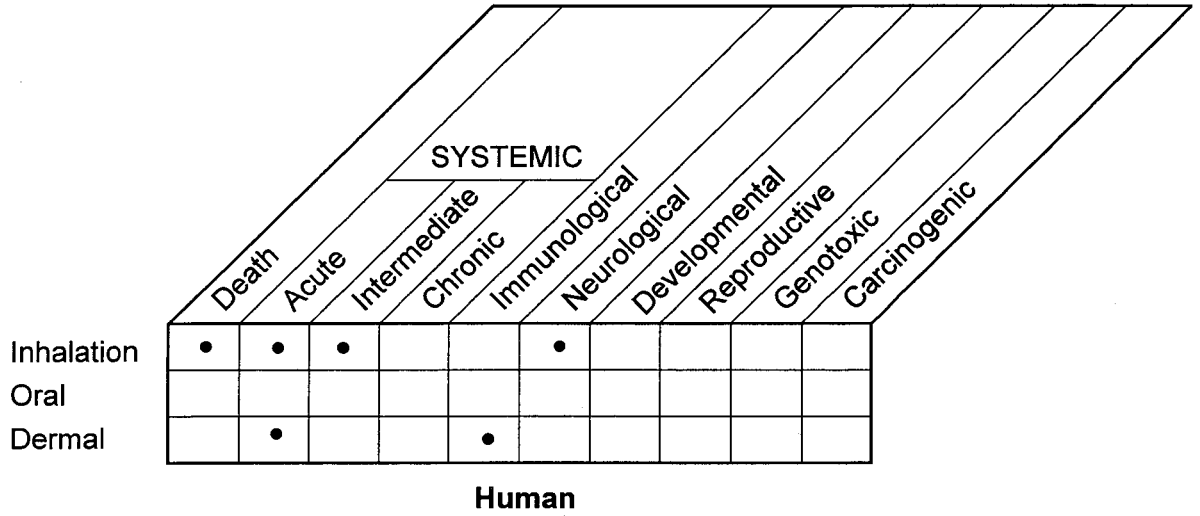 SYSTEMIC
Death
Acute
Intermediate
Chronic
Immunological
Neurological
Developmental
Reproductive
Genotoxic
Carcinogenic
Inhalation
Oral
Dermal
Human